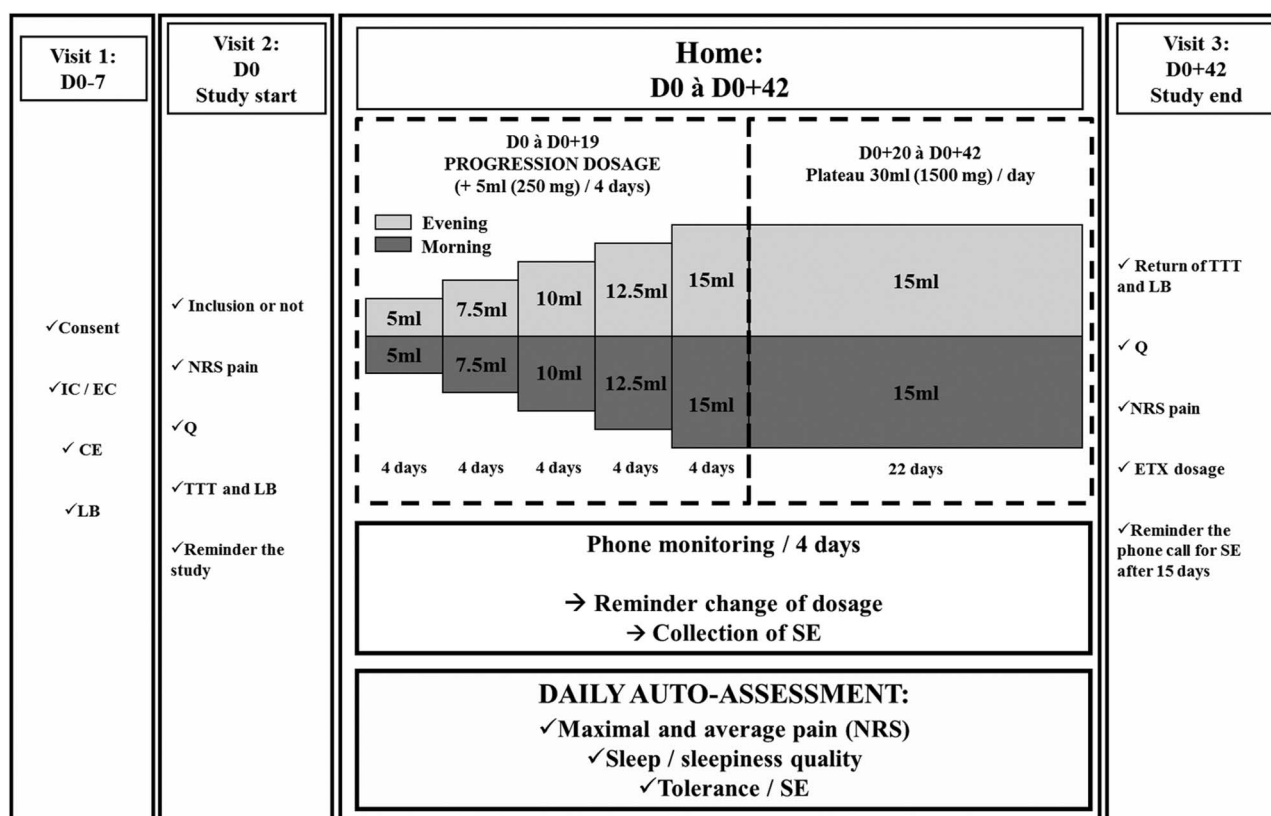 Visit 1:
D0-7
✓Consent
✓IC / EC
✓ CE
✓LB
Visit 2:
D0
Study start
✓ Inclusion or not
✓ NRS pain
✓Q
✓TTT and LB
✓Reminder the
study
Home:
D0 à D0+42
D0 à D0+19
PROGRESSION DOSAGE
(+ 5ml (250 mg) / 4 days)
Evening
Morning
5ml
7.5ml
10ml
12.5ml
15ml
5ml
7.5ml
10ml
12.5ml
15ml
4 days
4 days
4 days
4 days
4 days
D0+20 à D0+42
Plateau 30ml (1500 mg) / day
15ml
15ml
22 days
Phone monitoring / 4 days
→ Reminder change of dosage
→ Collection of SE
DAILY AUTO-ASSESSMENT:
✓Maximal and average pain (NRS)
✓Sleep / sleepiness quality
✓Tolerance / SE
Visit 3:
D0+42
Study end
✓ Return of TTT
and LB
✓ Q
✓NRS pain
✓ ETX dosage
✓Reminder the
phone call for SE
after 15 days